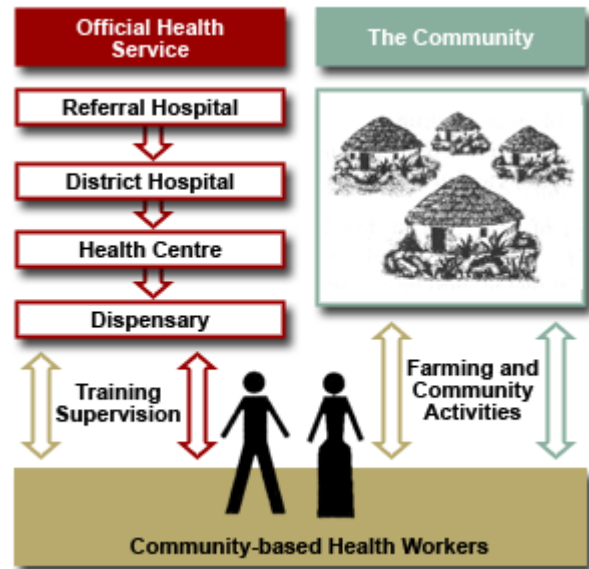 Official Health
Service
The Community
Referral Hospital
District Hospital
Health Centre
Dispensary
Training
Supervision
Farming and
Community
Activities
Community-based Health Workers